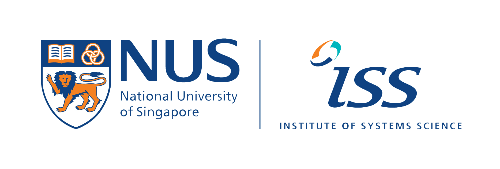 NUS
National University
of Singapore
iss
INSTITUTE OF SYSTEMS SCIENCE